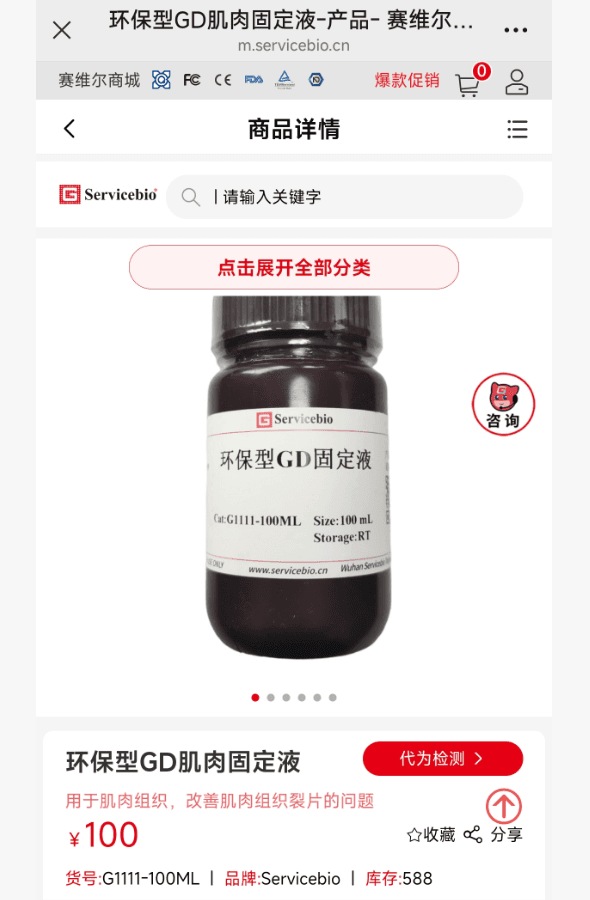 环保型GD肌肉固定液-产品- 赛维尔...
m.servicebio.cn
赛维尔商城 FC CE FDA 爆款促销 0
商品详情
Servicebio | 请输入关键字
点击展开全部分类
Servicebio
环保型GD固定液
Cat:G1111-100ML Size:100 mL
Storage:RT
ONLY www.servicebio.cn Wuhan Servicebio
咨询
环保型GD肌肉固定液
代为检测
用于肌肉组织，改善肌肉组织裂片的问题
￥100
收藏 分享
货号:G1111-100ML | 品牌:Servicebio | 库存:588